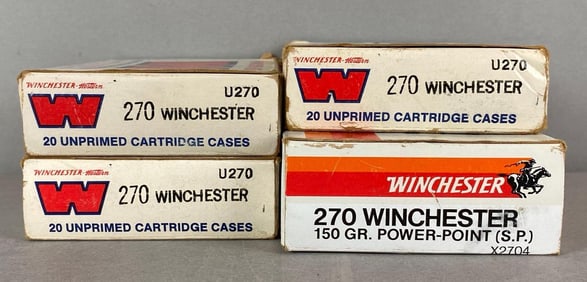 WINCHESTER-Western
U270
W
270 WINCHESTER
20 UNPRIMED CARTRIDGE CASES
WINCHESTER-Western
U270
W
270 WINCHESTER
20 UNPRIMED CARTRIDGE CASES
WINCHESTER-Western
U270
W
270 WINCHESTER
20 UNPRIMED CARTRIDGE CASES
WINCHESTER
270 WINCHESTER
150 GR. POWER-POINT (S.P.)
X2704